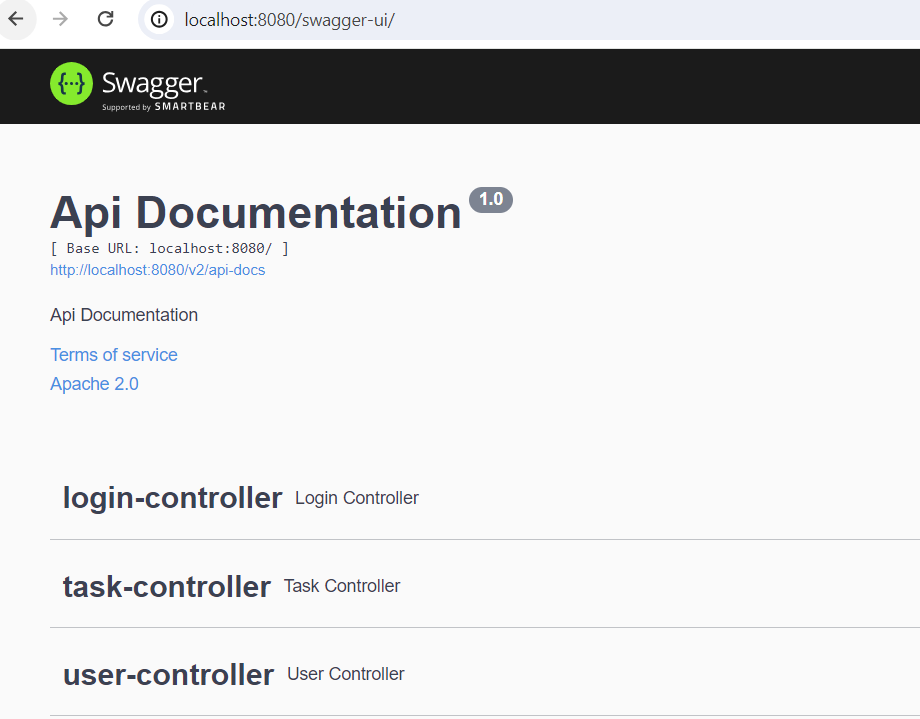 localhost:8080/swagger-ui/
{···} Swagger™
Supported by SMARTBEAR
Api Documentation 1.0
[ Base URL: localhost:8080/ ]
http://localhost:8080/v2/api-docs
Api Documentation
Terms of service
Apache 2.0
login-controller Login Controller
task-controller Task Controller
user-controller User Controller